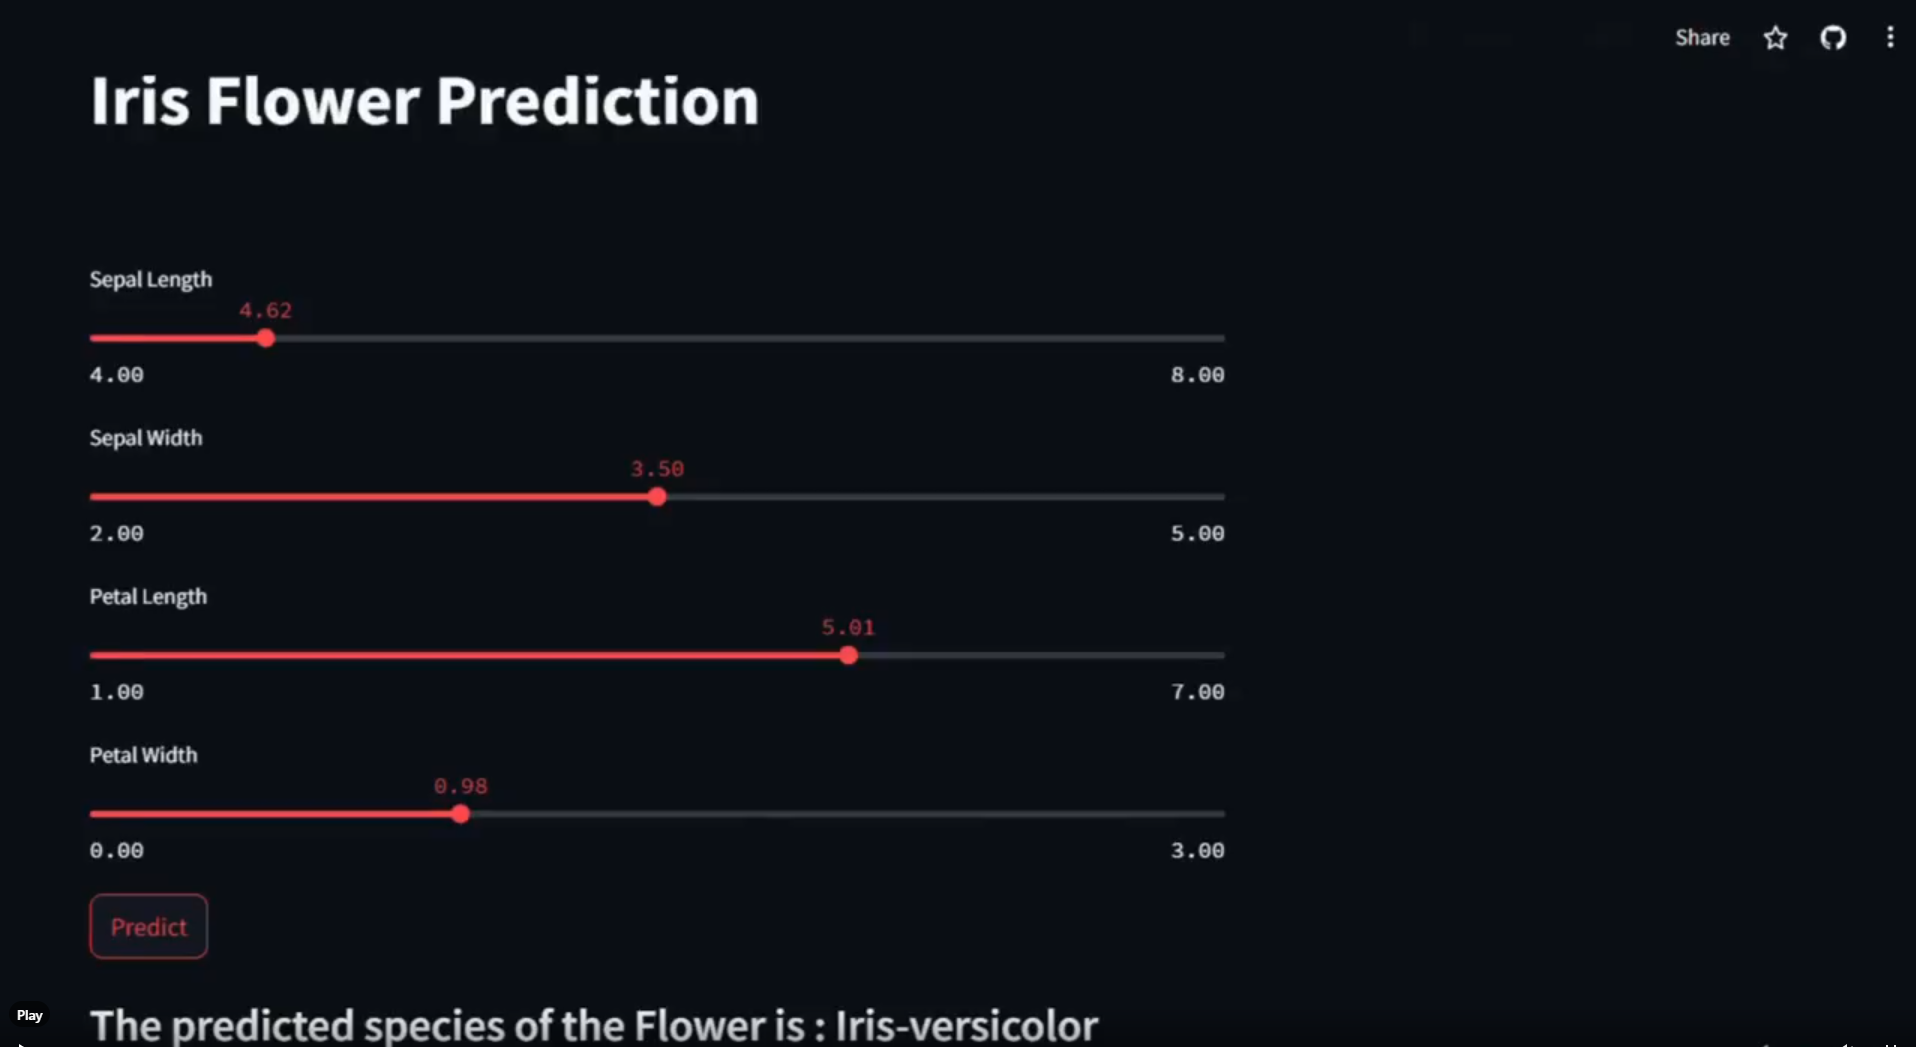 Share
Iris Flower Prediction
Sepal Length
4.62
4.00 8.00
Sepal Width
3.50
2.00 5.00
Petal Length
5.01
1.00 7.00
Petal Width
0.98
0.00 3.00
Predict
Play
The predicted species of the Flower is : Iris-versicolor